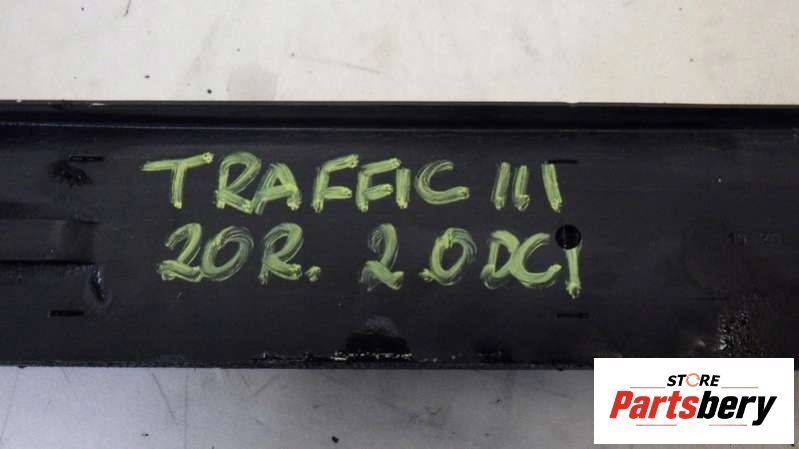 TRAFFIC III
20R. 2.0DCI
STORE
Partsbery